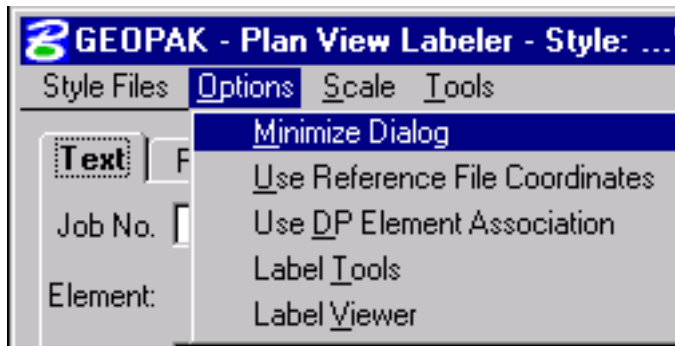 GEOPAK - Plan View Labeler - Style: ...
Style Files Options Scale Tools
Minimize Dialog
Text
Use Reference File Coordinates
Job No. Use DP Element Association
Label Tools
Element:
Label Viewer